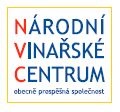 NÁRODNÍ
VINAŘSKÉ
CENTRUM
obecně prospěšná společnost